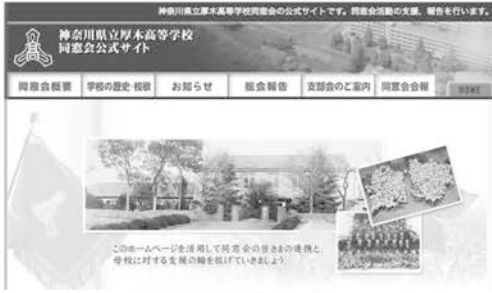 神奈川県立厚木高等学校同窓会の公式サイトです。同窓会活動の支援、報告を行います。
神奈川県立厚木高等学校
同窓会公式サイト
同窓会概要 学校の歴史・校歌 お知らせ 総会報告 支部会のご案内 同窓会会報 HOME
このホームページを活用して同窓会の皆さまの連携と、
母校に対する支援の輪を拡げていきましょう。